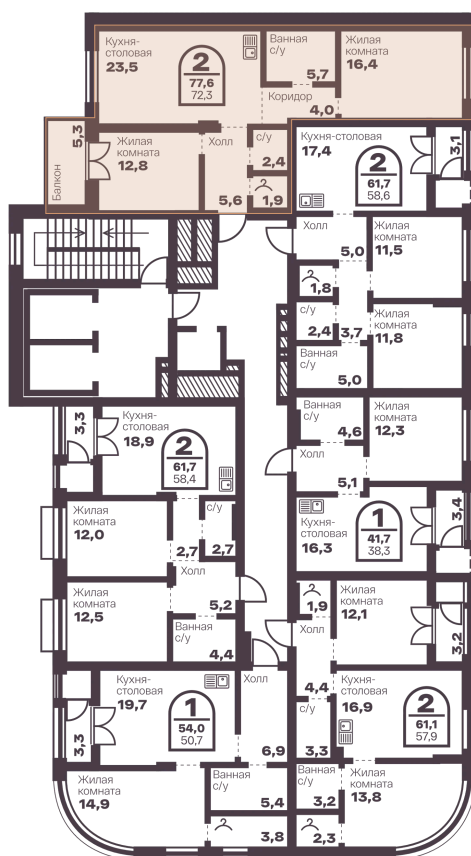 Кухня-
столовая
23,5
2
77,6
72,3
Ванная
с/у
5,7
Жилая
комната
16,4
Коридор
4,0
5,3
Балкон
Жилая
комната
12,8
Холл
5,6
с/у
2,4
1,9
Кухня-столовая
17,4
2
61,7
58,6
3,1
Холл
5,0
Жилая
комната
11,5
1,8
с/у
2,4
3,7
Жилая
комната
11,8
Ванная
с/у
5,0
3,3
Кухня-
столовая
18,9
2
61,7
58,4
Ванная
с/у
4,6
Жилая
комната
12,3
Холл
5,1
Кухня-
столовая
16,3
1
41,7
38,3
3,4
Жилая
комната
12,0
с/у
2,7
2,7
Холл
5,2
Жилая
комната
12,5
Ванная
с/у
4,4
1,9
Жилая
комната
12,1
Холл
4,4
3,2
Кухня-
столовая
19,7
1
54,0
50,7
3,3
Холл
6,9
с/у
3,3
Кухня-
столовая
16,9
2
61,1
57,9
Жилая
комната
14,9
Ванная
с/у
5,4
3,8
Ванная
с/у
3,2
2,3
Жилая
комната
13,8